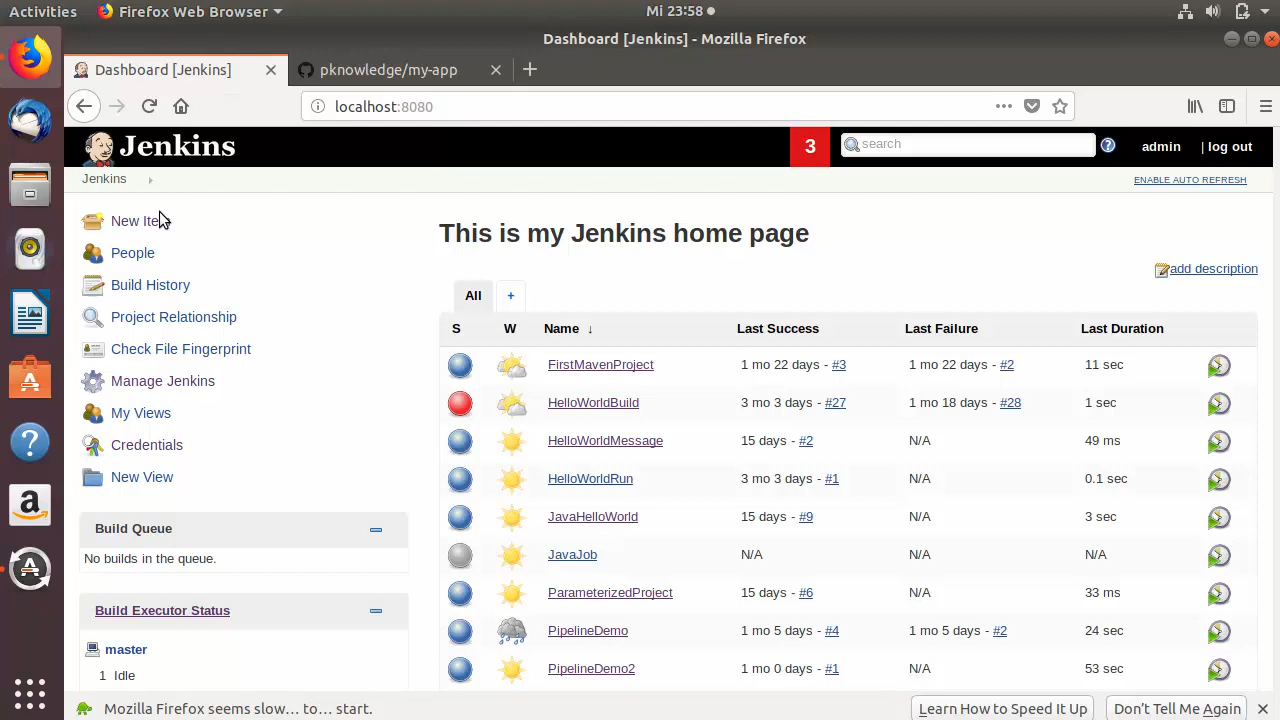 Activities Firefox Web Browser Mi 23:58
Dashboard [Jenkins] - Mozilla Firefox
Dashboard [Jenkins] pknowledge/my-app
localhost:8080
Jenkins 3 search admin | log out
Jenkins ENABLE AUTO REFRESH
New Ite
People
Build History
Project Relationship
Check File Fingerprint
Manage Jenkins
My Views
Credentials
New View
Build Queue
No builds in the queue.
Build Executor Status
master
1 Idle
This is my Jenkins home page
add description
All +
S W Name ↓ Last Success Last Failure Last Duration
FirstMavenProject 1 mo 22 days - #3 1 mo 22 days - #2 11 sec
HelloWorldBuild 3 mo 3 days - #27 1 mo 18 days - #28 1 sec
HelloWorldMessage 15 days - #2 N/A 49 ms
HelloWorldRun 3 mo 3 days - #1 N/A 0.1 sec
JavaHelloWorld 15 days - #9 N/A 3 sec
JavaJob N/A N/A N/A
ParameterizedProject 15 days - #6 N/A 33 ms
PipelineDemo 1 mo 5 days - #4 1 mo 5 days - #2 24 sec
PipelineDemo2 1 mo 0 days - #1 N/A 53 sec
Mozilla Firefox seems slow… to… start. Learn How to Speed It Up Don't Tell Me Again